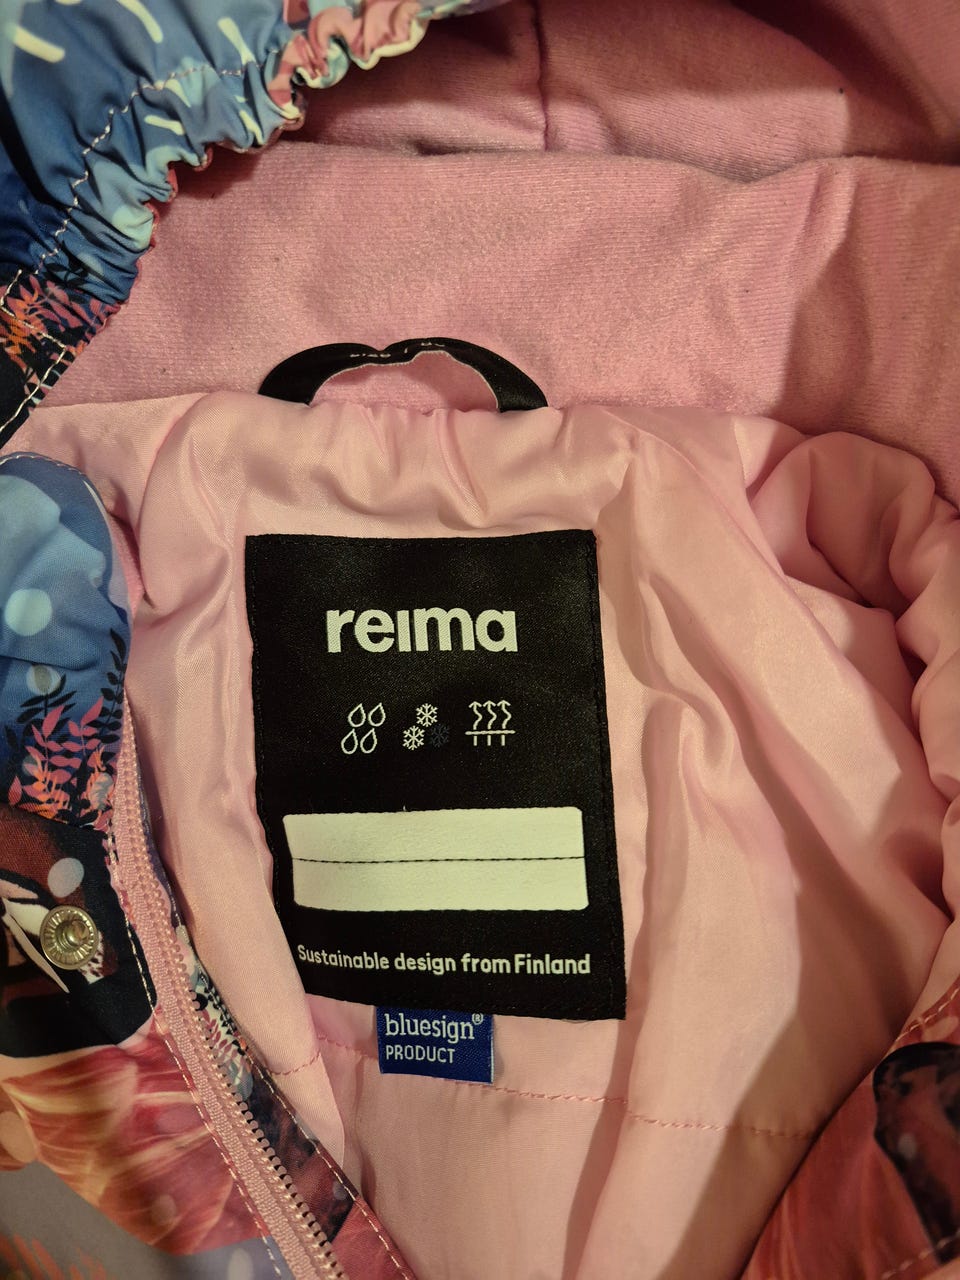 reima
Sustainable design from Finland
bluesign®
PRODUCT